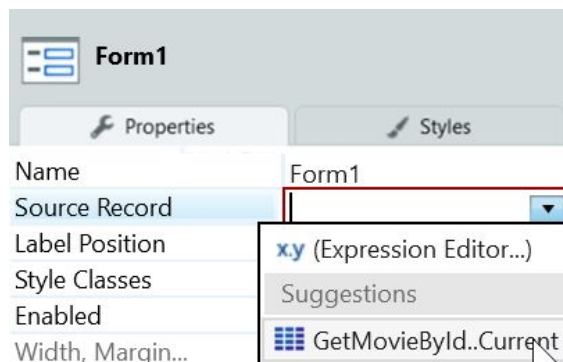 Form1
Properties Styles
Name Form1
Source Record
Label Position
x.y (Expression Editor...)
Style Classes
Suggestions
Enabled
GetMovieById..Current
Width, Margin...